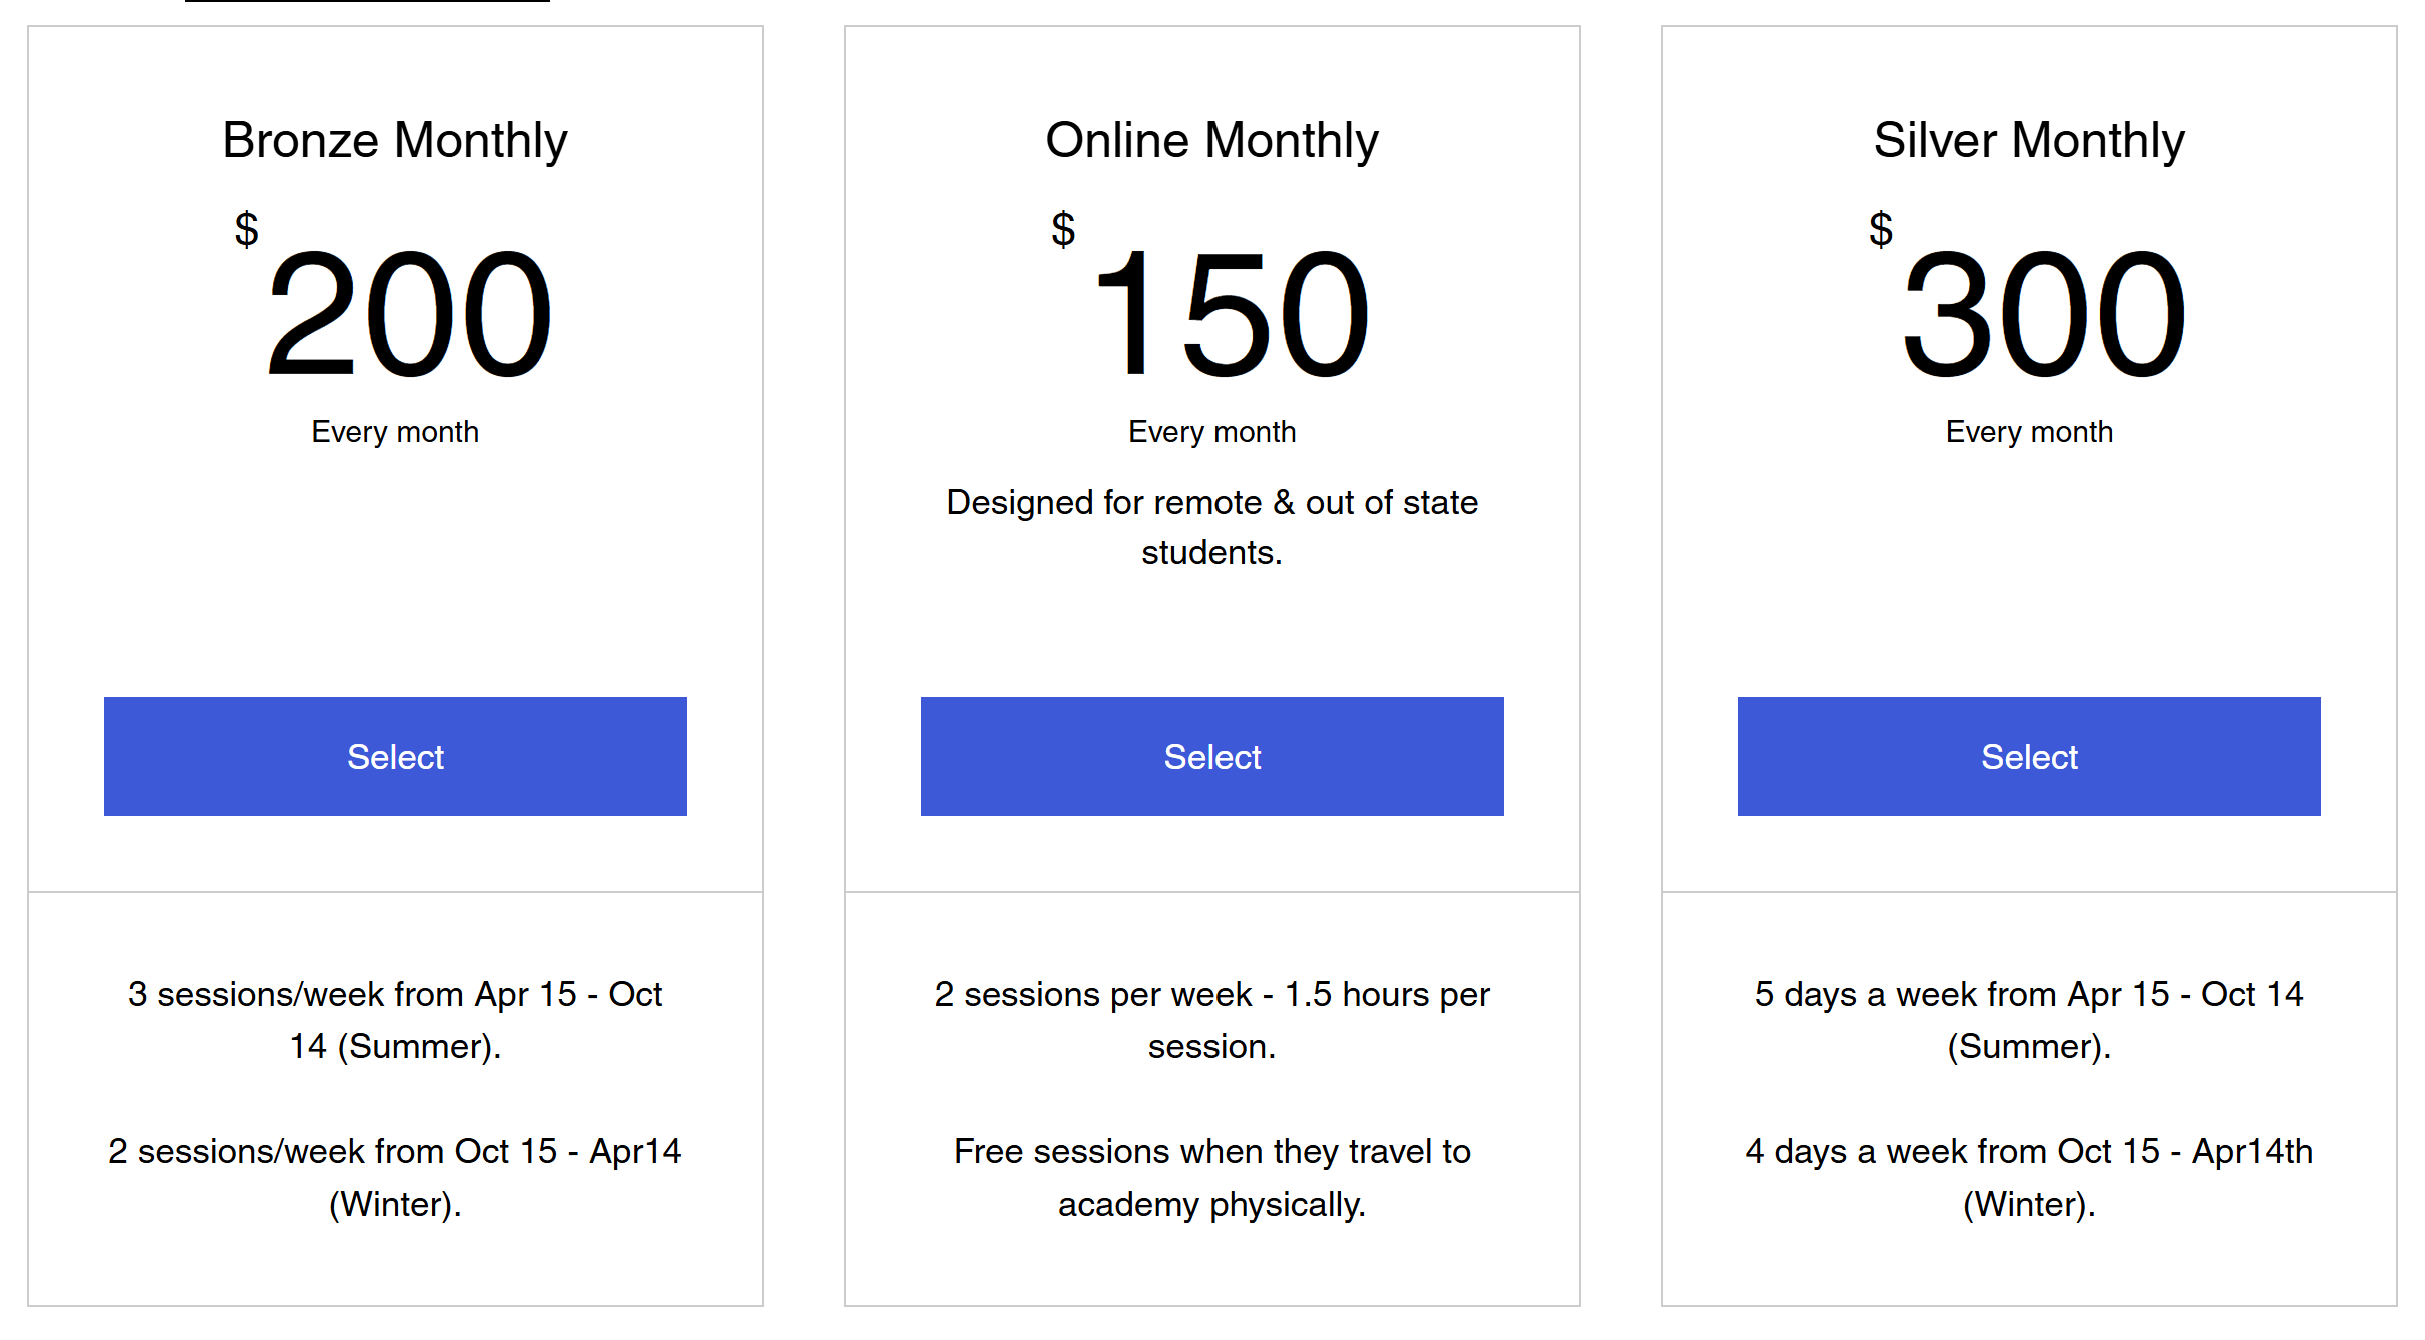 Bronze Monthly
$
200
Every month
Select
3 sessions/week from Apr 15 - Oct
14 (Summer).
2 sessions/week from Oct 15 - Apr14
(Winter).
Online Monthly
$
150
Every month
Designed for remote & out of state
students.
Select
2 sessions per week - 1.5 hours per
session.
Free sessions when they travel to
academy physically.
Silver Monthly
$
300
Every month
Select
5 days a week from Apr 15 - Oct 14
(Summer).
4 days a week from Oct 15 - Apr14th
(Winter).